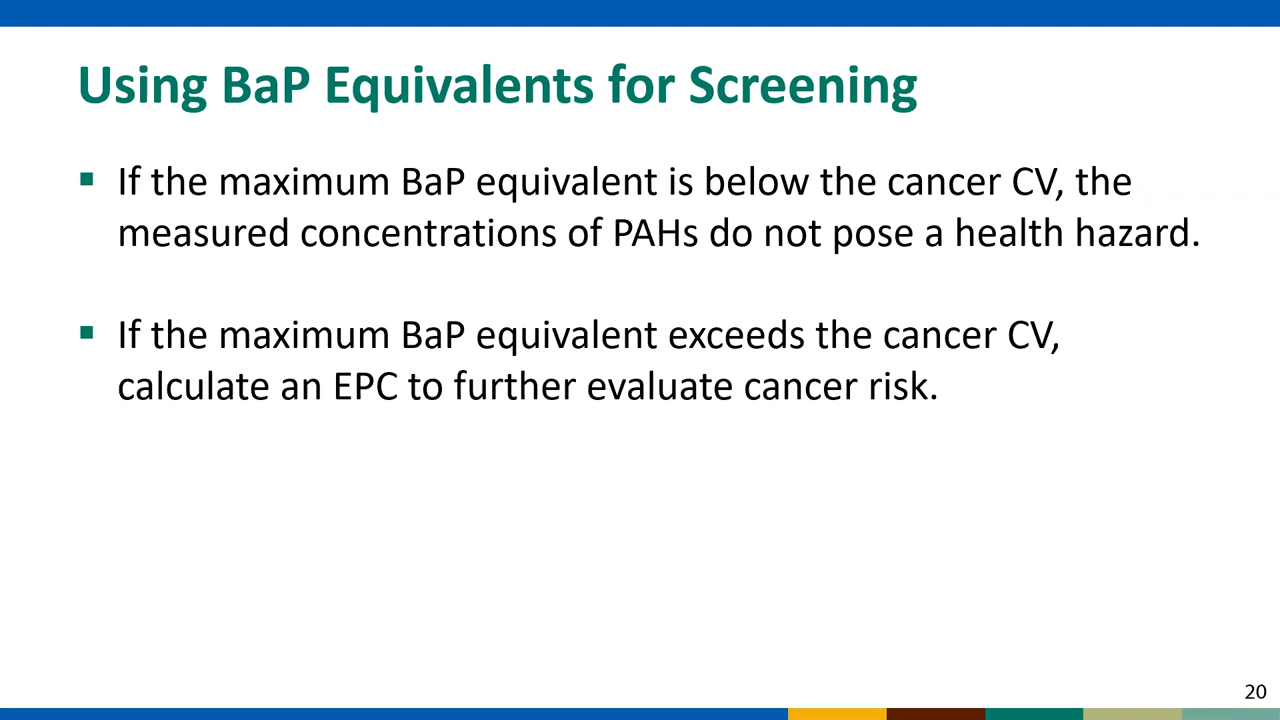 Using BaP Equivalents for Screening
▪ If the maximum BaP equivalent is below the cancer CV, the
measured concentrations of PAHs do not pose a health hazard.
▪ If the maximum BaP equivalent exceeds the cancer CV,
calculate an EPC to further evaluate cancer risk.
20